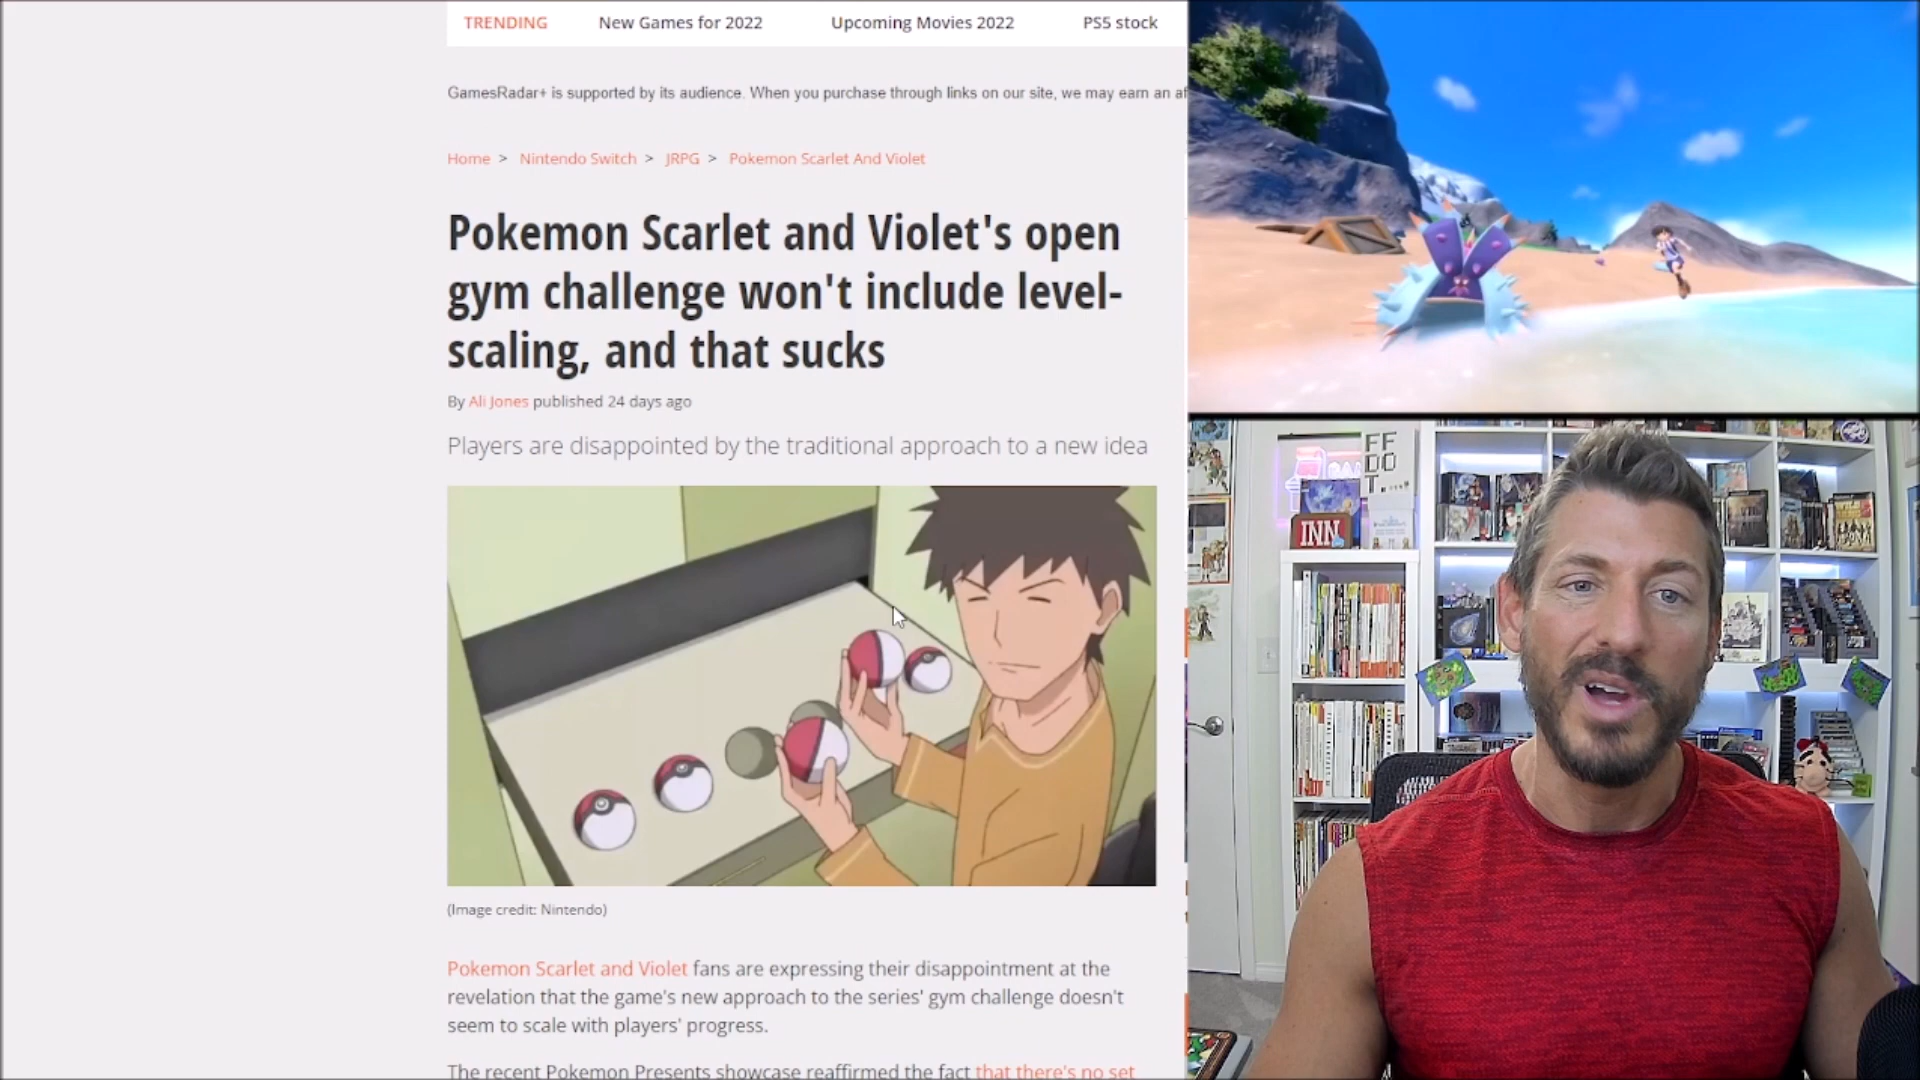 TRENDING New Games for 2022 Upcoming Movies 2022 PS5 stock
GamesRadar+ is supported by its audience. When you purchase through links on our site, we may earn an af
Home > Nintendo Switch > JRPG > Pokemon Scarlet And Violet
Pokemon Scarlet and Violet's open
gym challenge won't include level-
scaling, and that sucks
By Ali Jones published 24 days ago
Players are disappointed by the traditional approach to a new idea
(Image credit: Nintendo)
Pokemon Scarlet and Violet fans are expressing their disappointment at the
revelation that the game's new approach to the series' gym challenge doesn't
seem to scale with players' progress.
The recent Pokemon Presents showcase reaffirmed the fact that there's no set
FF
DO
T....
INN